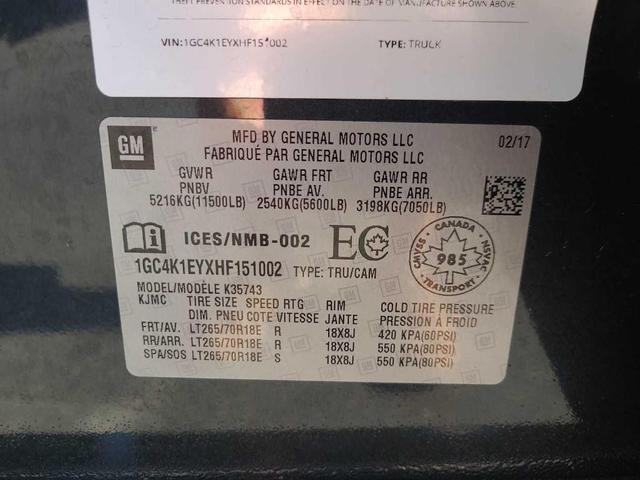 THEFT PREVENTION STANDARDS IN EFFECT ON THE DATE OF MANUFACTURE SHOWN ABOVE.
VIN: 1GC4K1EYXHF151002 TYPE: TRUCK
GM
MFD BY GENERAL MOTORS LLC 02/17
FABRIQUÉ PAR GENERAL MOTORS LLC
GVWR GAWR FRT GAWR RR
PNBV PNBE AV. PNBE ARR.
5216KG(11500LB) 2540KG(5600LB) 3198KG(7050LB)
ICES/NMB-002 EC
CANADA CMVSS 985 NSVAC TRANSPORT
1GC4K1EYXHF151002 TYPE: TRU/CAM
MODEL/MODÈLE K35743
KJMC TIRE SIZE SPEED RTG RIM COLD TIRE PRESSURE
DIM. PNEU COTE VITESSE JANTE PRESSION À FROID
FRT/AV. LT265/70R18E R 18X8J 420 KPA(60PSI)
RR/ARR. LT265/70R18E R 18X8J 550 KPA(80PSI)
SPA/SOS LT265/70R18E S 18X8J 550 KPA(80PSI)